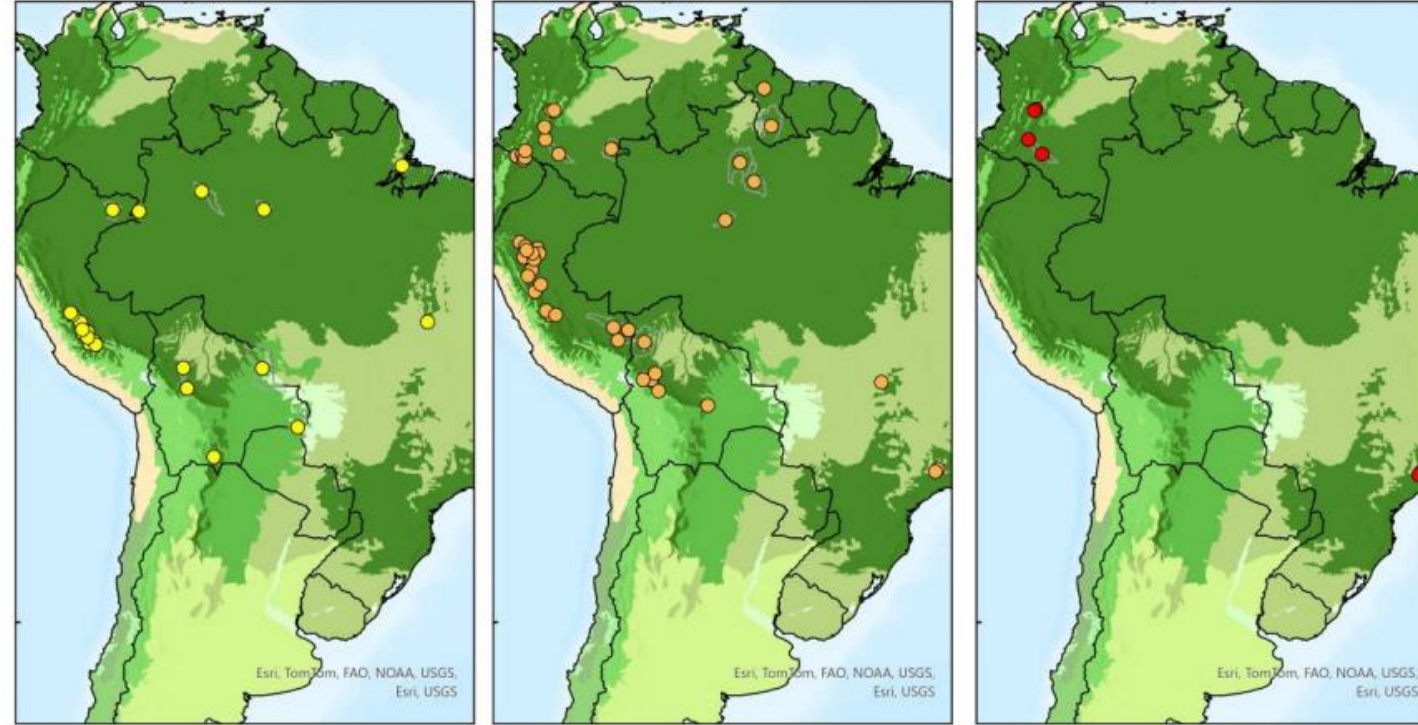 Esri, TomTom, FAO, NOAA, USGS,
Esri, USGS
Esri, TomTom, FAO, NOAA, USGS,
Esri, USGS
Esri, TomTom, FAO, NOAA, USGS,
Esri, USGS